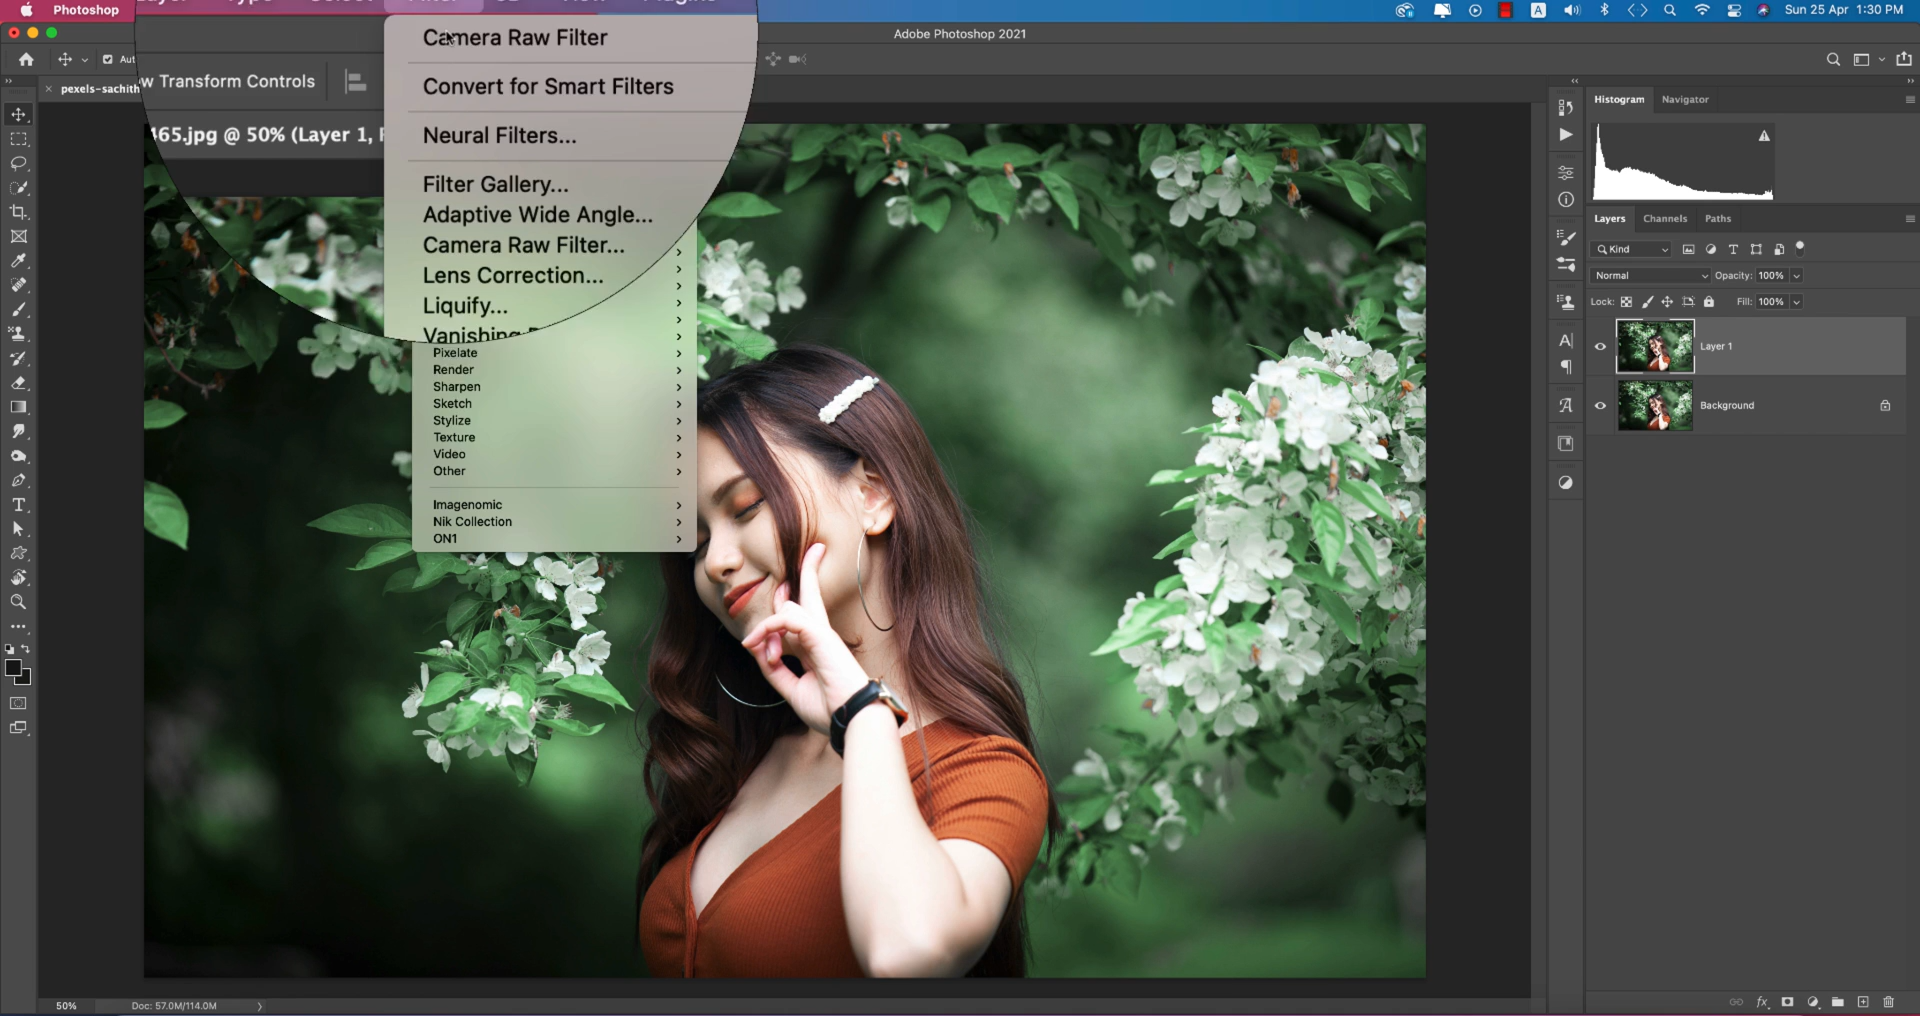 Photoshop
Sun 25 Apr 1:30 PM
Adobe Photoshop 2021
Aut
w Transform Controls
pexels-sachith
465.jpg @ 50% (Layer 1,
Camera Raw Filter
Convert for Smart Filters
Neural Filters...
Filter Gallery...
Adaptive Wide Angle...
Camera Raw Filter...
Lens Correction...
Liquify...
Pixelate
Render
Sharpen
Sketch
Stylize
Texture
Video
Other
Imagenomic
Nik Collection
ON1
Histogram
Navigator
Layers
Channels
Paths
Kind
Normal
Opacity: 100%
Lock:
Fill: 100%
Layer 1
Background
50%
Doc: 57.0M/114.0M